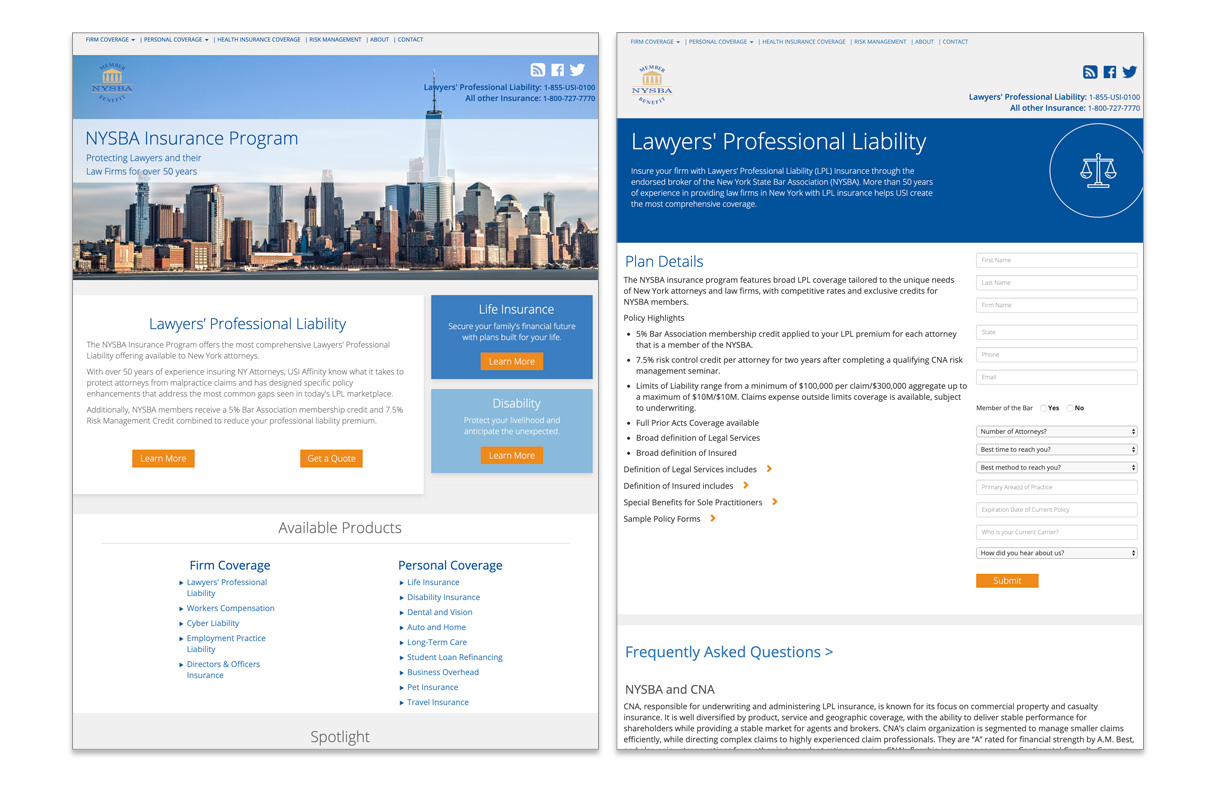 FIRM COVERAGE | PERSONAL COVERAGE | HEALTH INSURANCE COVERAGE | RISK MANAGEMENT | ABOUT | CONTACT
MEMBER
NYSBA
BENEFIT
Lawyers' Professional Liability: 1-855-USI-0100
All other Insurance: 1-800-727-7770
NYSBA Insurance Program
Protecting Lawyers and their
Law Firms for over 50 years
Lawyers' Professional Liability
The NYSBA Insurance Program offers the most comprehensive Lawyers' Professional
Liability offering available to New York attorneys.
With over 50 years of experience insuring NY Attorneys, USI Affinity know what it takes to
protect attorneys from malpractice claims and has designed specific policy
enhancements that address the most common gaps seen in today's LPL marketplace.
Additionally, NYSBA members receive a 5% Bar Association membership credit and 7.5%
Risk Management Credit combined to reduce your professional liability premium.
Learn More
Get a Quote
Life Insurance
Secure your family's financial future
with plans built for your life.
Learn More
Disability
Protect your livelihood and
anticipate the unexpected.
Learn More
Available Products
Firm Coverage
Lawyers' Professional
Liability
Workers Compensation
Cyber Liability
Employment Practice
Liability
Directors & Officers
Insurance
Personal Coverage
Life Insurance
Disability Insurance
Dental and Vision
Auto and Home
Long-Term Care
Student Loan Refinancing
Business Overhead
Pet Insurance
Travel Insurance
Spotlight
FIRM COVERAGE | PERSONAL COVERAGE | HEALTH INSURANCE COVERAGE | RISK MANAGEMENT | ABOUT | CONTACT
MEMBER
NYSBA
BENEFIT
Lawyers' Professional Liability: 1-855-USI-0100
All other Insurance: 1-800-727-7770
Lawyers' Professional Liability
Insure your firm with Lawyers' Professional Liability (LPL) Insurance through the
endorsed broker of the New York State Bar Association (NYSBA). More than 50 years
of experience in providing law firms in New York with LPL insurance helps USI create
the most comprehensive coverage.
Plan Details
The NYSBA insurance program features broad LPL coverage tailored to the unique needs
of New York attorneys and law firms, with competitive rates and exclusive credits for
NYSBA members.
Policy Highlights
• 5% Bar Association membership credit applied to your LPL premium for each attorney
that is a member of the NYSBA.
• 7.5% risk control credit per attorney for two years after completing a qualifying CNA risk
management seminar.
• Limits of Liability range from a minimum of $100,000 per claim/$300,000 aggregate up to
a maximum of $10M/$10M. Claims expense outside limits coverage is available, subject
to underwriting.
• Full Prior Acts Coverage available
• Broad definition of Legal Services
• Broad definition of Insured
Definition of Legal Services includes
Definition of Insured includes
Special Benefits for Sole Practitioners
Sample Policy Forms
First Name
Last Name
Firm Name
State
Phone
Email
Member of the Bar Yes No
Number of Attorneys?
Best time to reach you?
Best method to reach you?
Primary Area(s) of Practice
Expiration Date of Current Policy
Who is your Current Carrier?
How did you hear about us?
Submit
Frequently Asked Questions >
NYSBA and CNA
CNA, responsible for underwriting and administering LPL insurance, is known for its focus on commercial property and casualty
insurance. It is well diversified by product, service and geographic coverage, with the ability to deliver stable performance for
shareholders while providing a stable market for agents and brokers. CNA's claim organization is segmented to manage smaller claims
efficiently, while directing complex claims to highly experienced claim professionals. They are "A" rated for financial strength by A.M. Best,